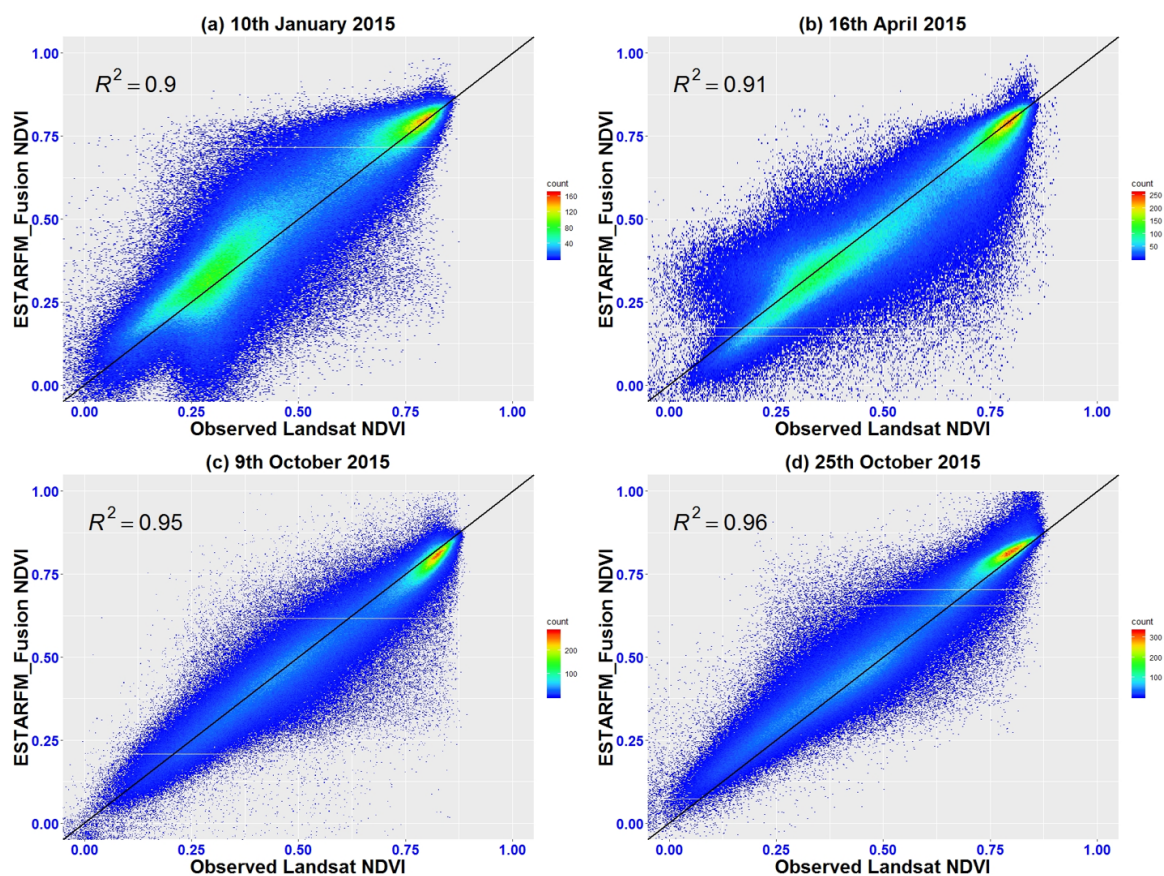 (a) 10th January 2015
ESTARFM_Fusion NDVI
1.00
0.75
0.50
0.25
0.00
R² = 0.9
count
160
80
40
0.00 0.25 0.50 0.75 1.00
Observed Landsat NDVI
(b) 16th April 2015
ESTARFM_Fusion NDVI
1.00
0.75
0.50
0.25
0.00
R² = 0.91
count
250
150
50
0.00 0.25 0.50 0.75 1.00
Observed Landsat NDVI
(c) 9th October 2015
ESTARFM_Fusion NDVI
1.00
0.75
0.50
0.25
0.00
R² = 0.95
count
200
100
0.00 0.25 0.50 0.75 1.00
Observed Landsat NDVI
(d) 25th October 2015
ESTARFM_Fusion NDVI
1.00
0.75
0.50
0.25
0.00
R² = 0.96
count
300
100
0.00 0.25 0.50 0.75 1.00
Observed Landsat NDVI